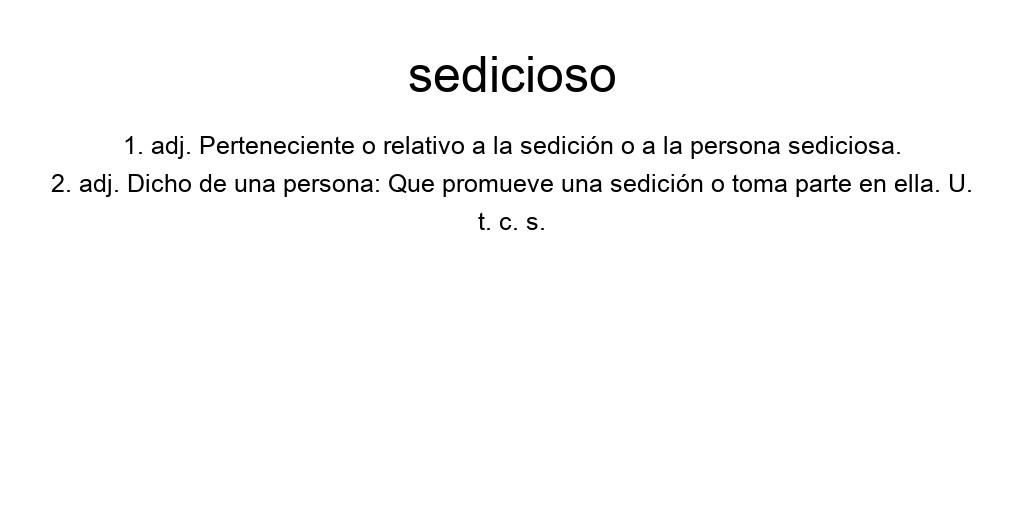 sedicioso
1. adj. Perteneciente o relativo a la sedición o a la persona sediciosa.
2. adj. Dicho de una persona: Que promueve una sedición o toma parte en ella. U.
t. c. s.